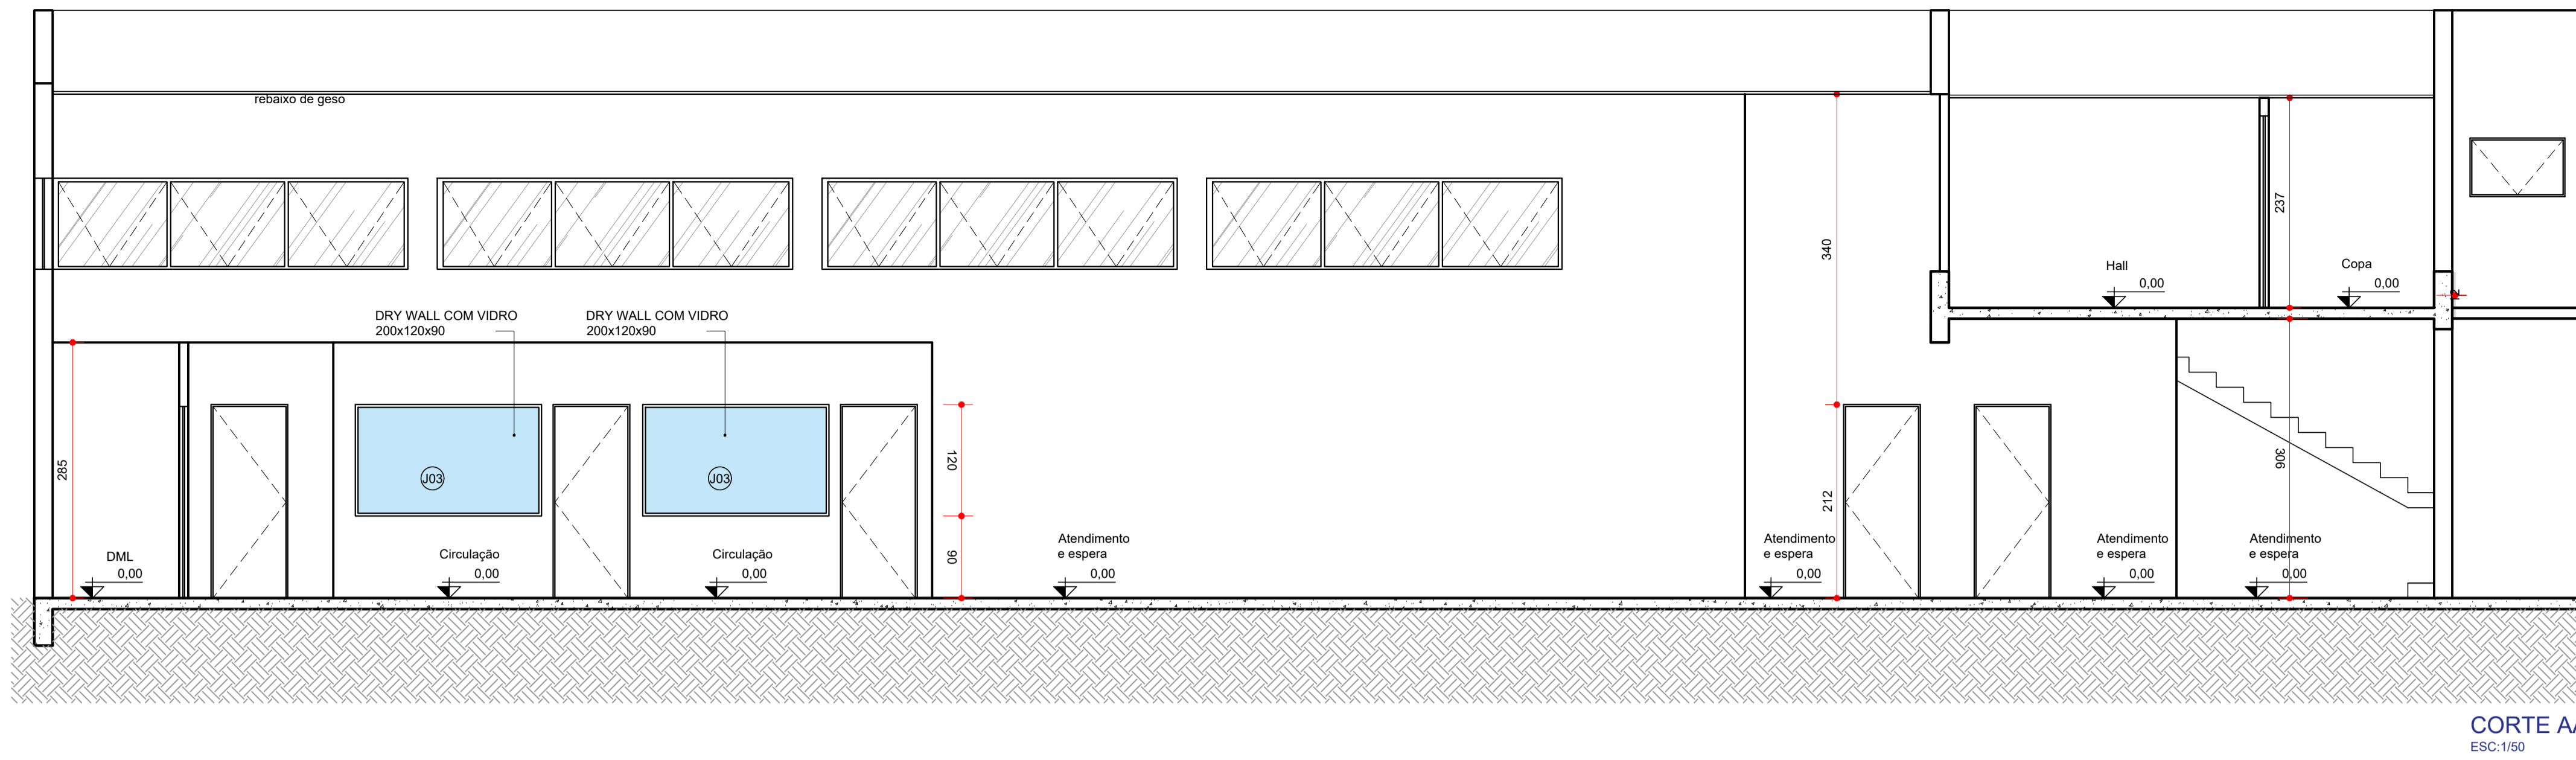 rebaixo de geso
340
237
Hall
0,00
Copa
0,00
DRY WALL COM VIDRO
200x120x90
DRY WALL COM VIDRO
200x120x90
285
J03
J03
120
90
212
306
DML
0,00
Circulação
0,00
Circulação
0,00
Atendimento
e espera
0,00
Atendimento
e espera
0,00
Atendimento
e espera
0,00
Atendimento
e espera
0,00
CORTE A
ESC:1/50